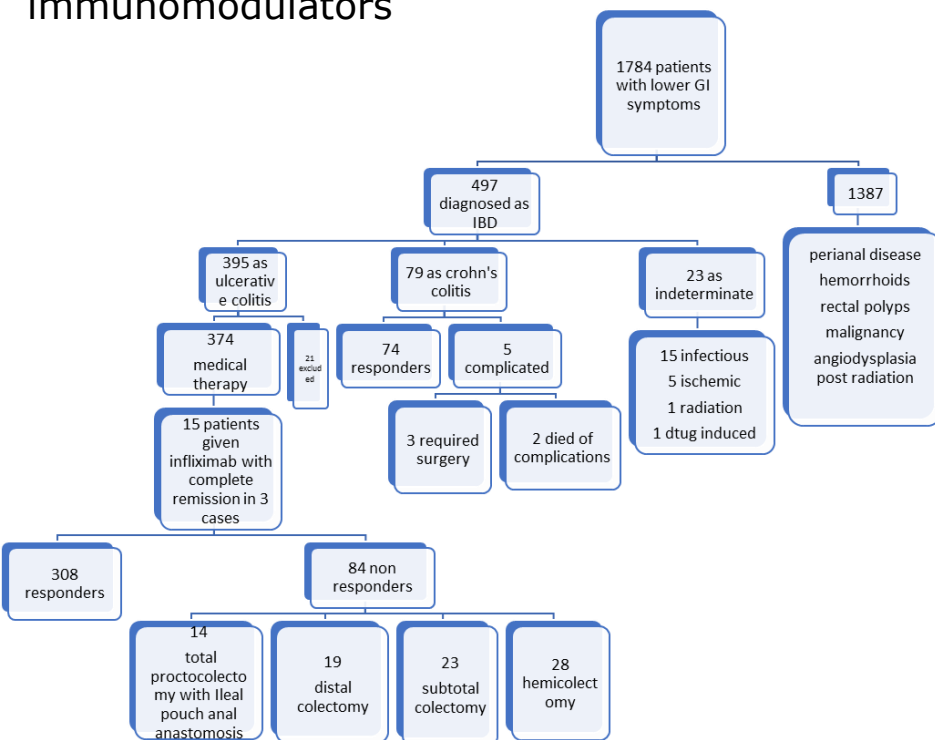 immunomodulators
1784 patients
with lower GI
symptoms
497
diagnosed as
IBD
1387
395 as
ulcerativ
e colitis
79 as crohn's
colitis
23 as
indeterminate
perianal disease
hemorrhoids
rectal polyps
malignancy
angiodysplasia
post radiation
374
medical
therapy
21
exclud
ed
74
responders
5
complicated
15 infectious
5 ischemic
1 radiation
1 dtug induced
15 patients
given
infliximab with
complete
remission in 3
cases
3 required
surgery
2 died of
complications
308
responders
84 non
responders
14
total
proctocolecto
my with Ileal
pouch anal
anastomosis
19
distal
colectomy
23
subtotal
colectomy
28
hemicolect
omy